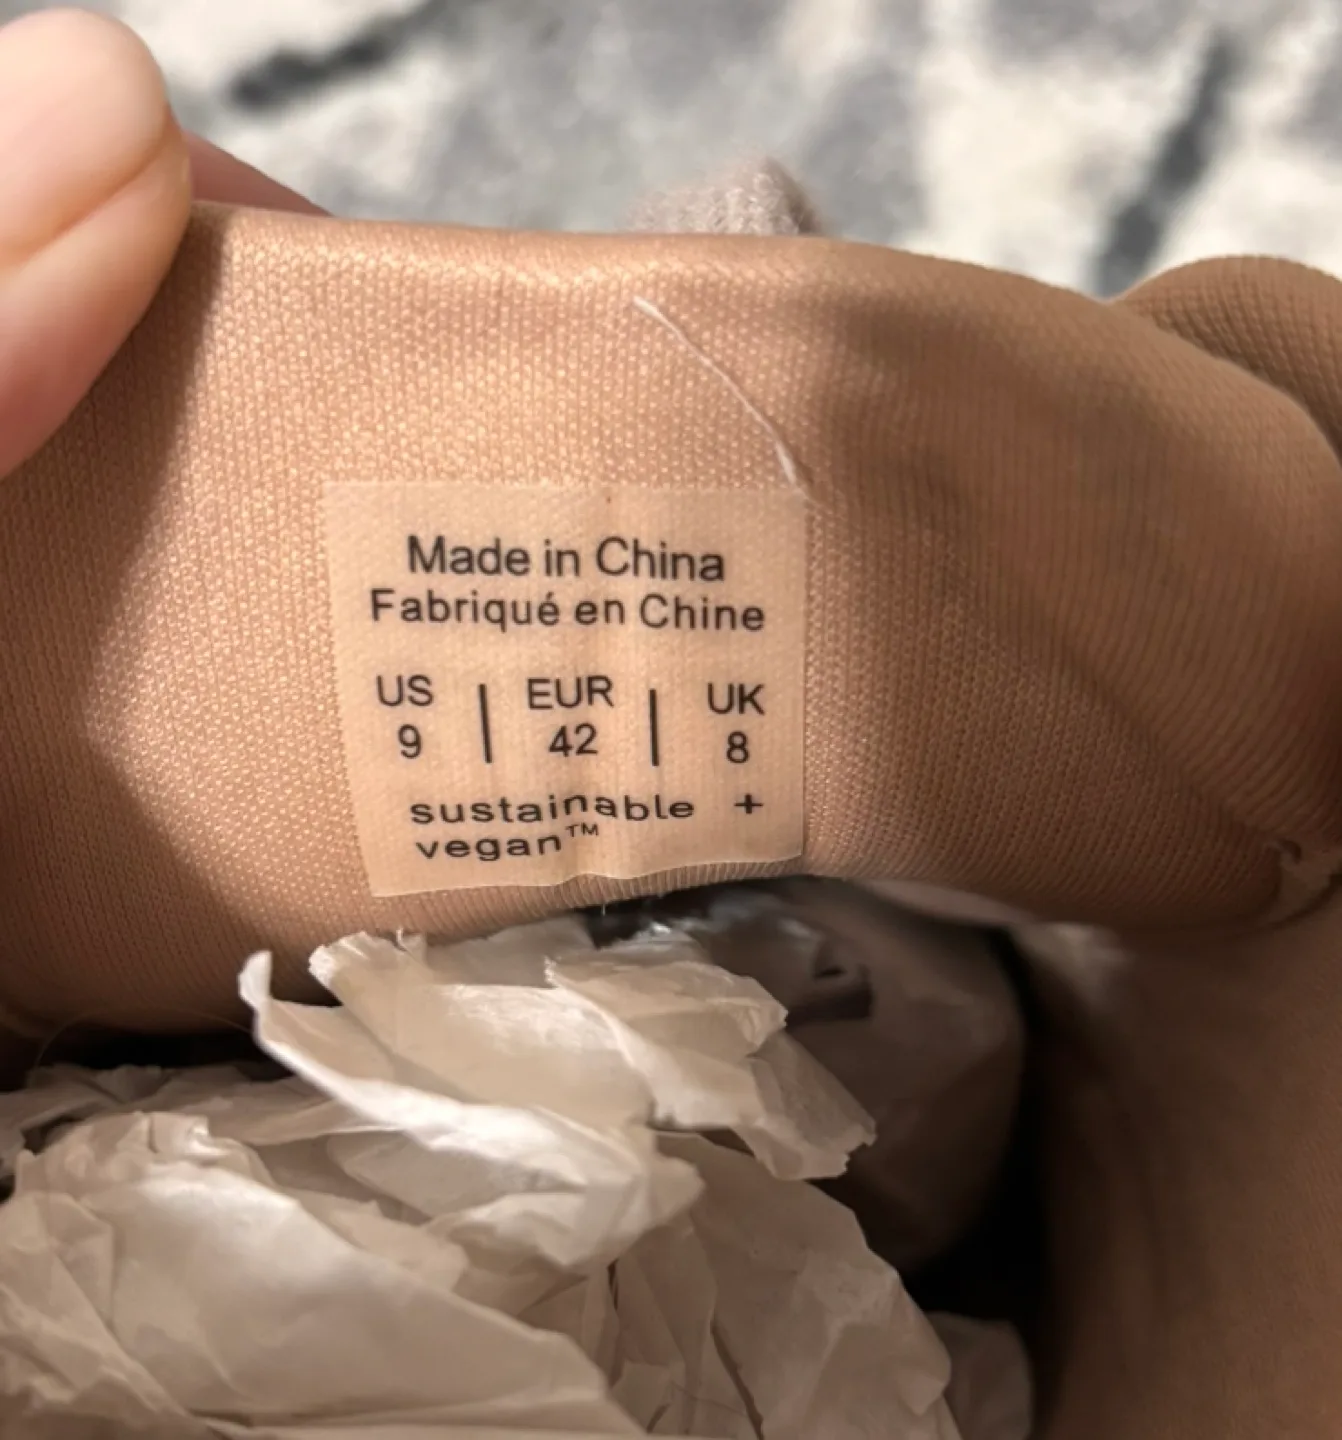 Made in China
Fabriqué en Chine
US | EUR | UK
9 | 42 | 8
sustainable +
vegan™